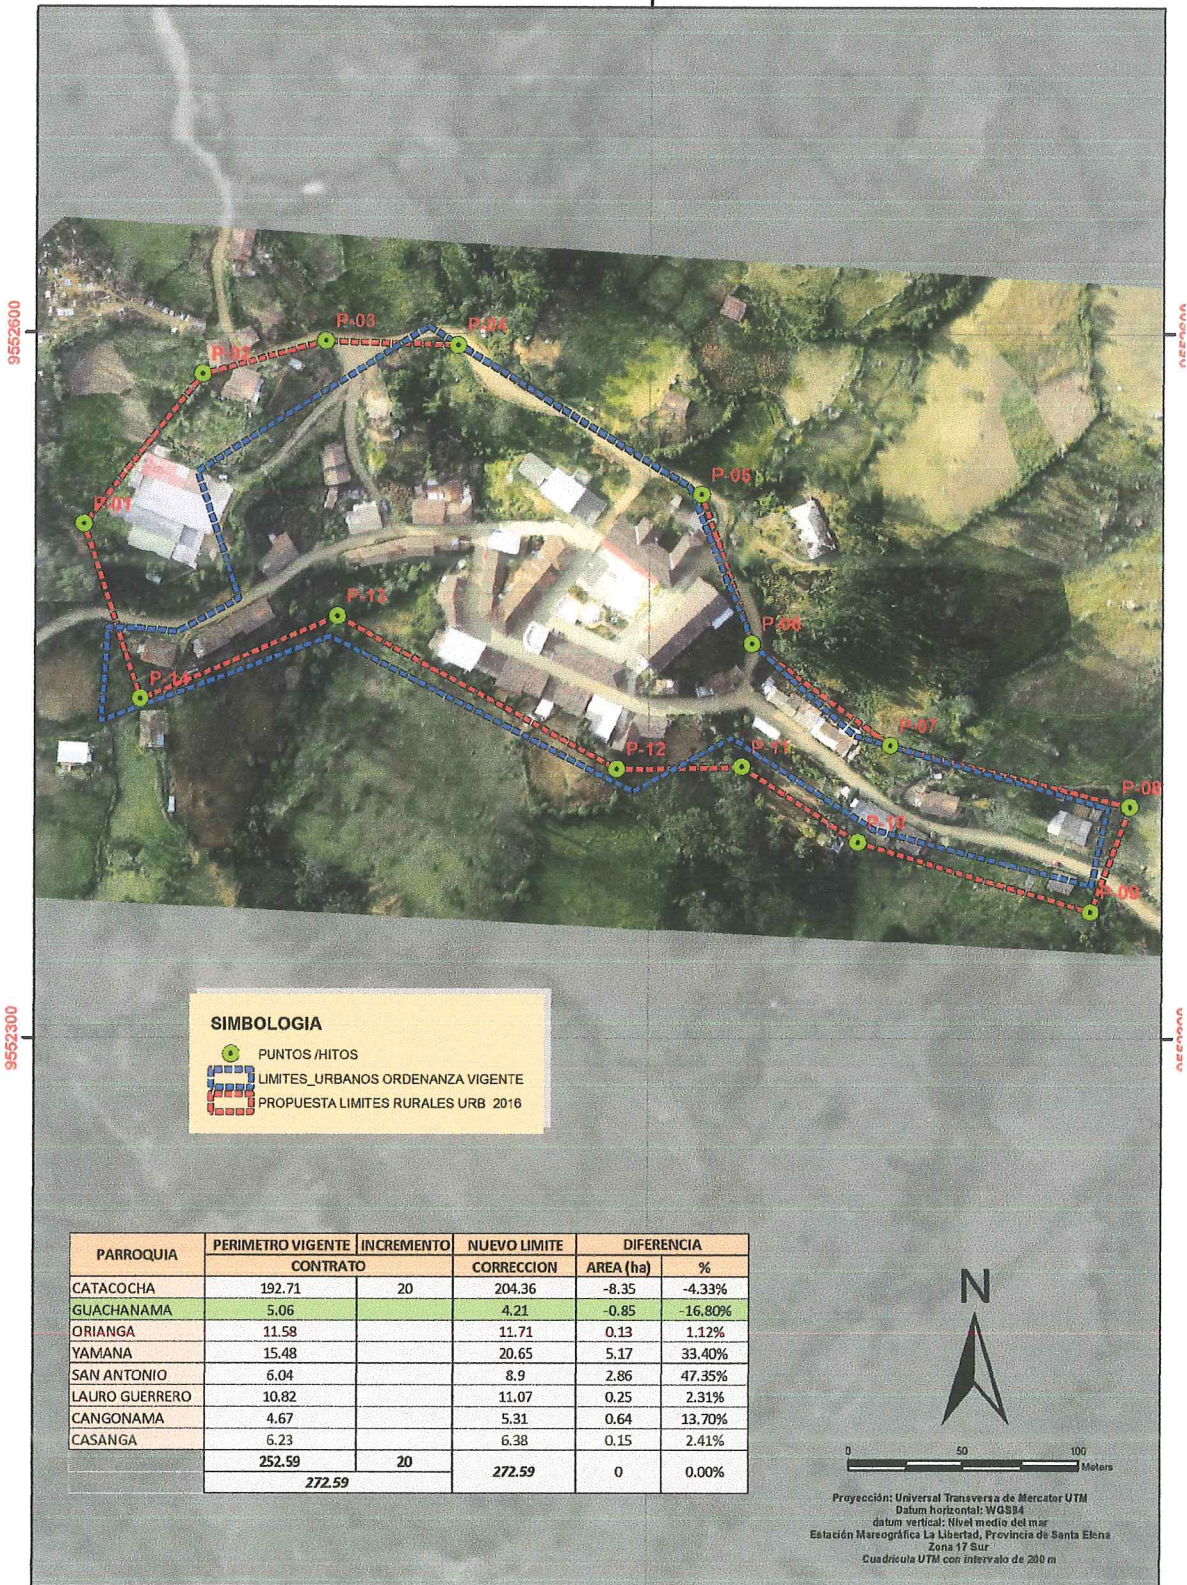 9552600
P-03
P-04
P-02
P-05
P-01
P-13
P-06
P-14
P-07
P-12
P-11
P-08
P-10
P-09
9552300
SIMBOLOGIA
PUNTOS /HITOS
LIMITES_URBANOS ORDENANZA VIGENTE
PROPUESTA LIMITES RURALES URB 2016
PARROQUIA PERIMETRO VIGENTE INCREMENTO NUEVO LIMITE DIFERENCIA
CONTRATO CORRECCION AREA (ha) %
CATACOCHA 192.71 20 204.36 -8.35 -4.33%
GUACHANAMA 5.06 4.21 -0.85 -16.80%
ORIANGA 11.58 11.71 0.13 1.12%
YAMANA 15.48 20.65 5.17 33.40%
SAN ANTONIO 6.04 8.9 2.86 47.35%
LAURO GUERRERO 10.82 11.07 0.25 2.31%
CANGONAMA 4.67 5.31 0.64 13.70%
CASANGA 6.23 6.38 0.15 2.41%
252.59 20 272.59 0 0.00%
272.59
N
0 50 100
Meters
Proyección: Universal Transversa de Mercator UTM
Datum horizontal: WGS84
datum vertical: Nivel medio del mar
Estación Mareográfica La Libertad, Provincia de Santa Elena
Zona 17 Sur
Cuadrícula UTM con intervalo de 200 m